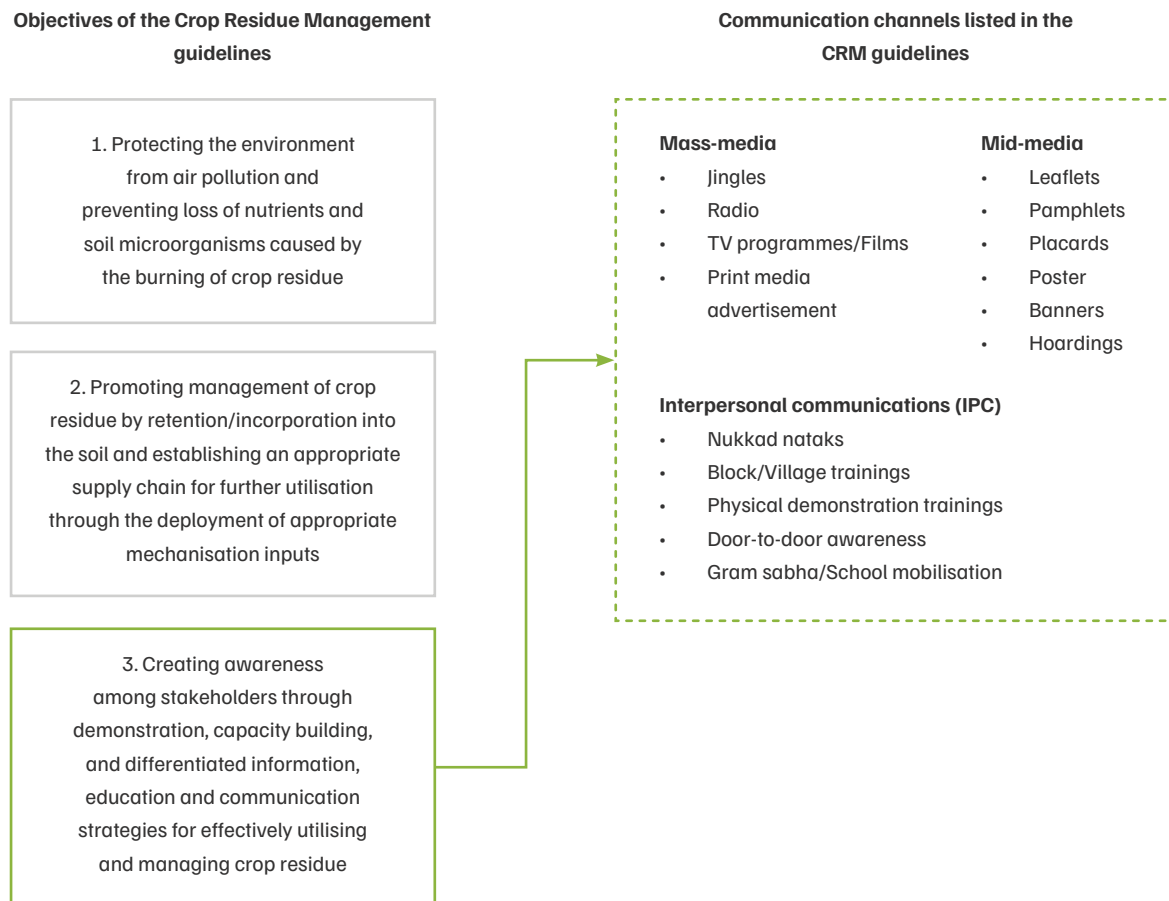 Objectives of the Crop Residue Management
guidelines
1. Protecting the environment
from air pollution and
preventing loss of nutrients and
soil microorganisms caused by
the burning of crop residue
2. Promoting management of crop
residue by retention/incorporation into
the soil and establishing an appropriate
supply chain for further utilisation
through the deployment of appropriate
mechanisation inputs
3. Creating awareness
among stakeholders through
demonstration, capacity building,
and differentiated information,
education and communication
strategies for effectively utilising
and managing crop residue
Communication channels listed in the
CRM guidelines
Mass-media
• Jingles
• Radio
• TV programmes/Films
• Print media
advertisement
Mid-media
• Leaflets
• Pamphlets
• Placards
• Poster
• Banners
• Hoardings
Interpersonal communications (IPC)
• Nukkad nataks
• Block/Village trainings
• Physical demonstration trainings
• Door-to-door awareness
• Gram sabha/School mobilisation